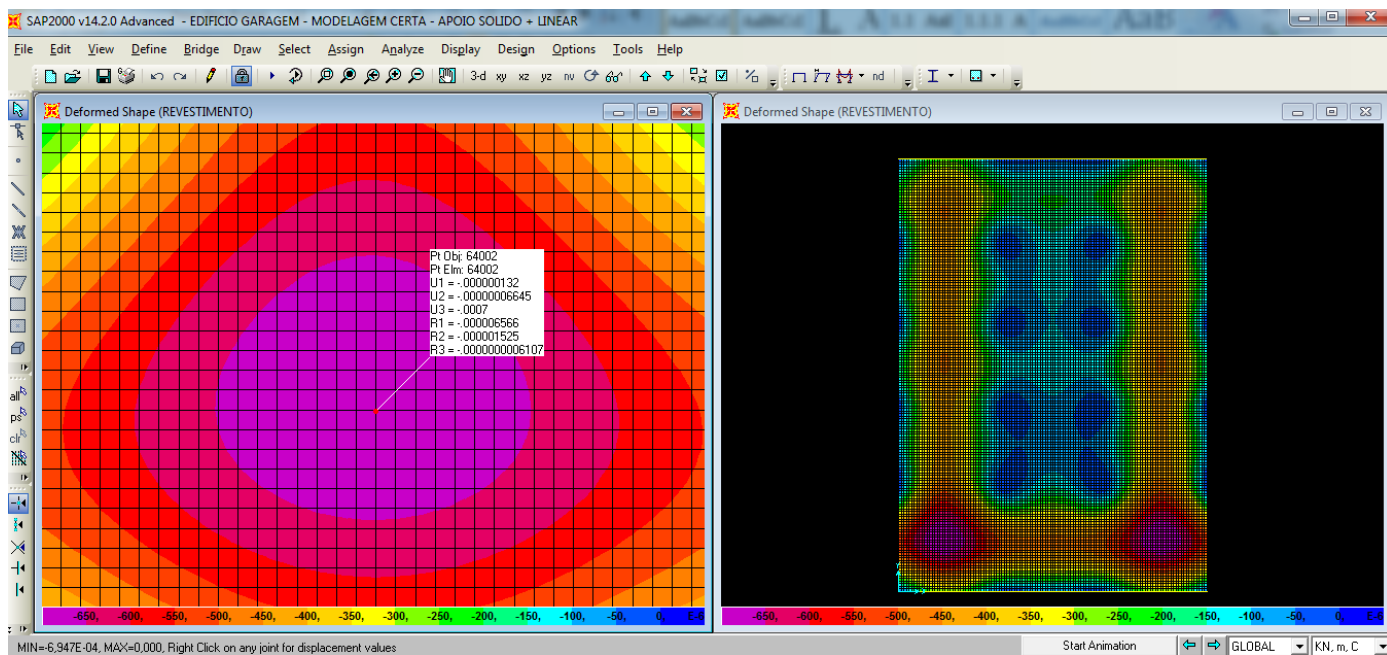 SAP2000 v14.2.0 Advanced - EDIFICIO GARAGEM - MODELAGEM CERTA - APOIO SOLIDO + LINEAR
File Edit View Define Bridge Draw Select Assign Analyze Display Design Options Tools Help
3-d xy xz yz nv nd
Deformed Shape (REVESTIMENTO)
Pt Obj: 64002
Pt Elm: 64002
U1 = -.000000132
U2 = -.00000006645
U3 = -.0007
R1 = -.000006566
R2 = -.000001525
R3 = -.0000000006107
all
ps
clr
-650, -600, -550, -500, -450, -400, -350, -300, -250, -200, -150, -100, -50, 0, E-6
Deformed Shape (REVESTIMENTO)
-650, -600, -550, -500, -450, -400, -350, -300, -250, -200, -150, -100, -50, 0, E-6
MIN=-6,947E-04, MAX=0,000, Right Click on any joint for displacement values
Start Animation
GLOBAL
KN, m, C